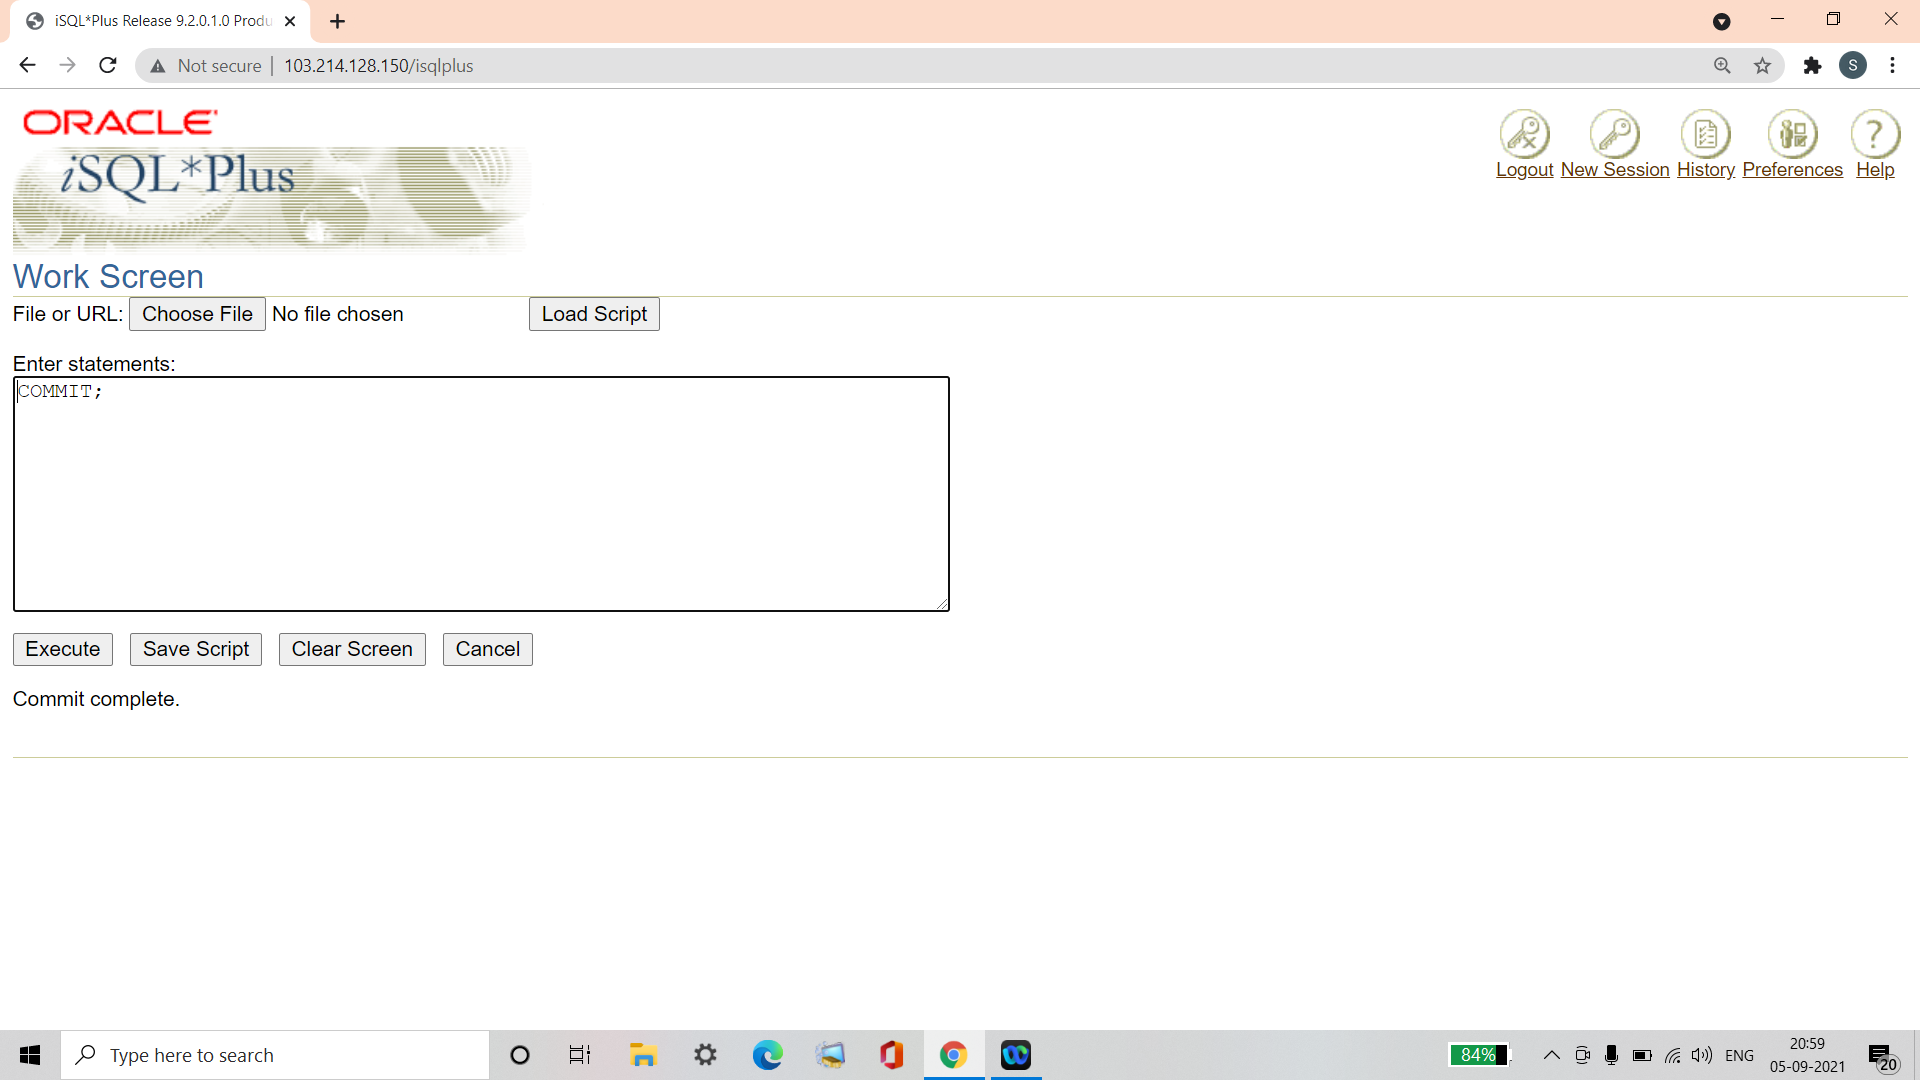 iSQL*Plus Release 9.2.0.1.0 Produ
Not secure | 103.214.128.150/isqlplus
S
ORACLE
iSQL*Plus
Logout New Session History Preferences Help
Work Screen
File or URL: Choose File No file chosen Load Script
Enter statements:
COMMIT;
Execute Save Script Clear Screen Cancel
Commit complete.
Type here to search
84%
ENG
20:59
05-09-2021
20